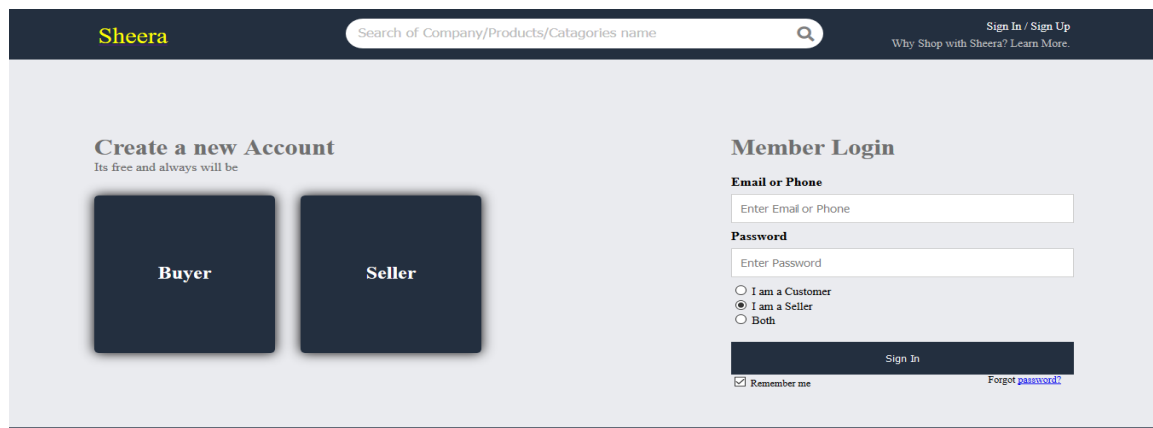 Sheera
Search of Company/Products/Catagories name
Sign In / Sign Up
Why Shop with Sheera? Learn More.
Create a new Account
Its free and always will be
Buyer
Seller
Member Login
Email or Phone
Enter Email or Phone
Password
Enter Password
I am a Customer
I am a Seller
Both
Sign In
Remember me
Forgot password?